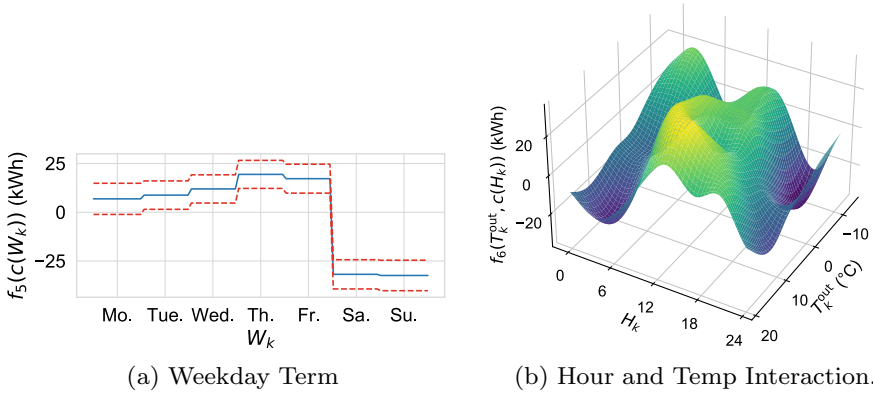 f₅(c(Wₖ)) (kWh)
25
0
−25
Mo. Tue. Wed. Th. Fr. Sa. Su.
Wₖ
(a) Weekday Term
f₆(Tₖᵒᵘᵗ, c(Hₖ)) (kWh)
20
0
−20
0
6
12
18
24
Hₖ
−10
0
10
20
Tₖᵒᵘᵗ (°C)
(b) Hour and Temp Interaction.